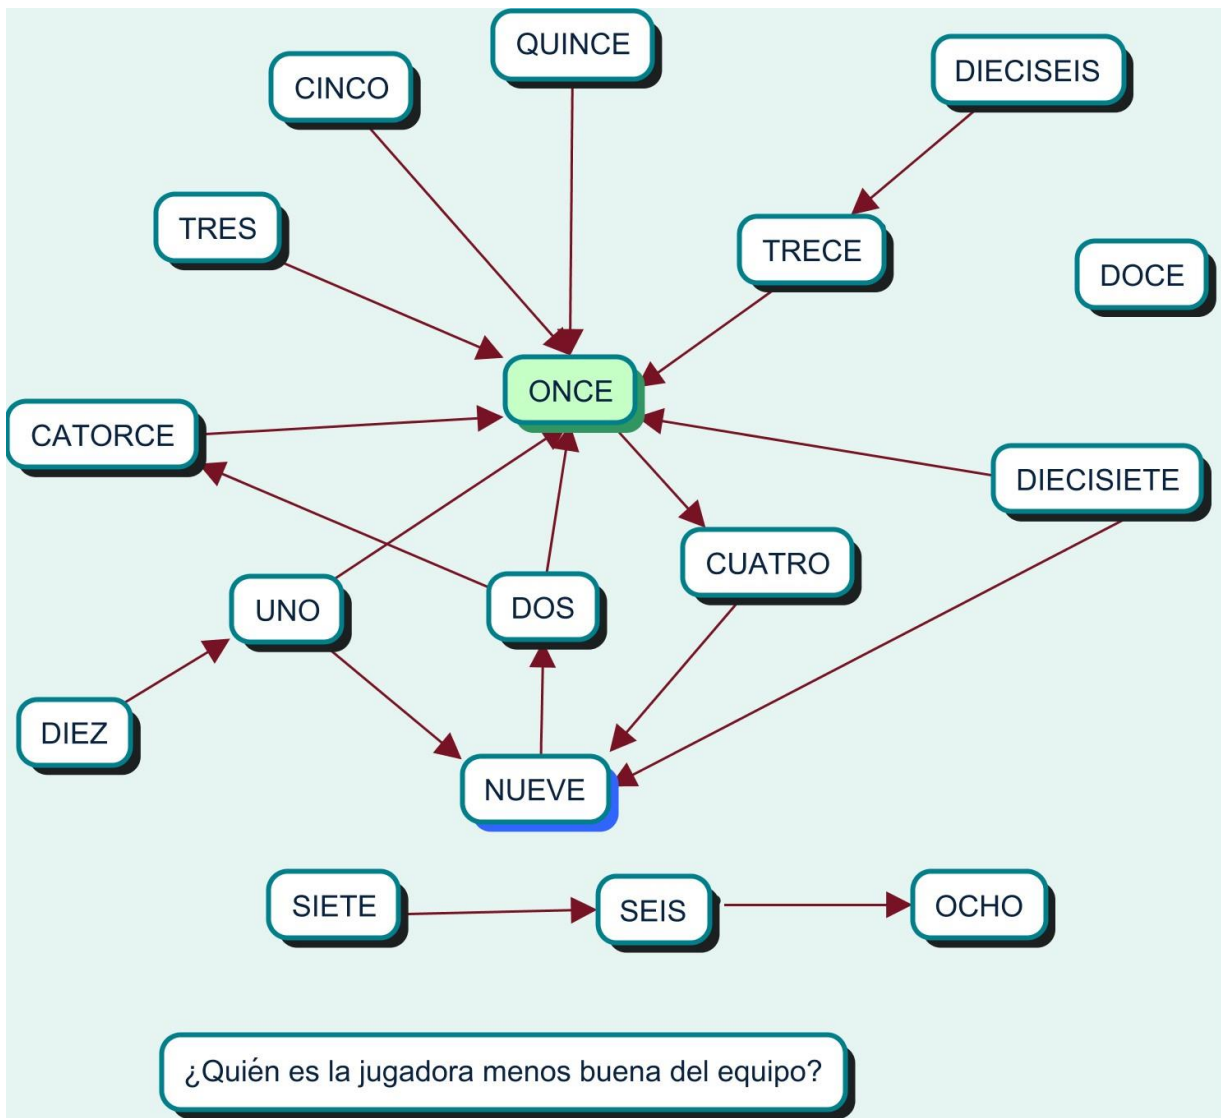 QUINCE
CINCO
DIECISEIS
TRES
TRECE
DOCE
ONCE
CATORCE
DIECISIETE
CUATRO
UNO
DOS
DIEZ
NUEVE
SIETE
SEIS
OCHO
¿Quién es la jugadora menos buena del equipo?